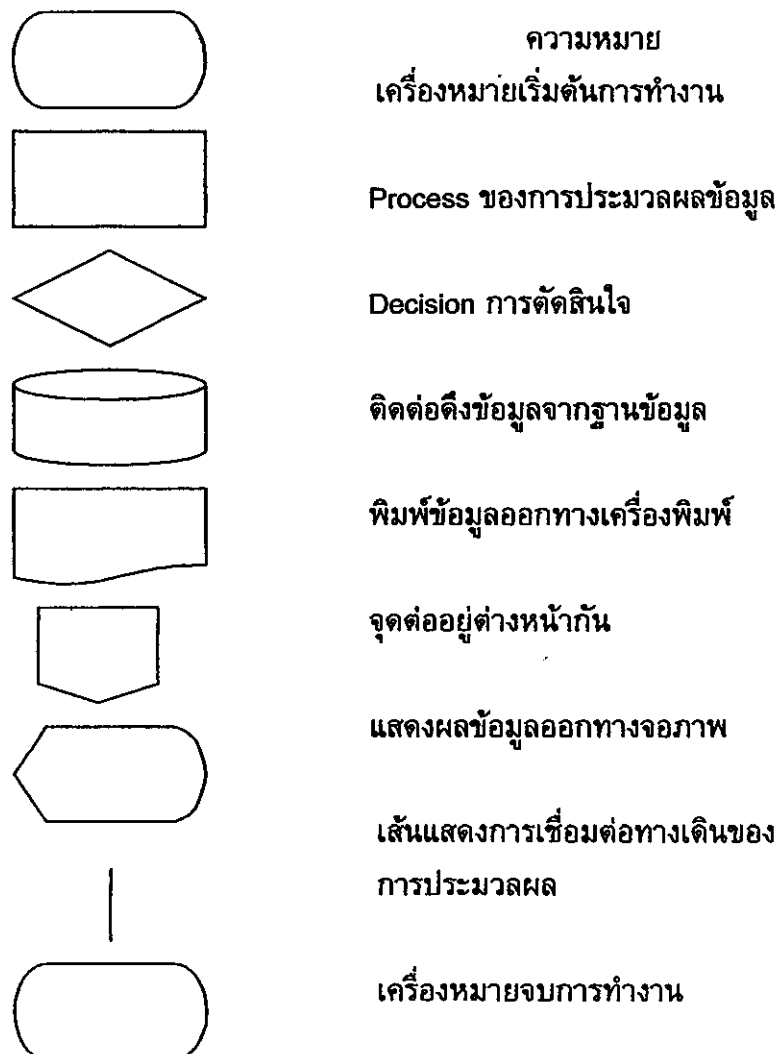 ความหมาย
เครื่องหมายเริ่มต้นการทำงาน
Process ของการประมวลผลข้อมูล
Decision การตัดสินใจ
ติดต่อดึงข้อมูลจากฐานข้อมูล
พิมพ์ข้อมูลออกทางเครื่องพิมพ์
จุดต่ออยู่ต่างหน้ากัน
แสดงผลข้อมูลออกทางจอภาพ
เส้นแสดงการเชื่อมต่อทางเดินของ
การประมวลผล
เครื่องหมายจบการทำงาน